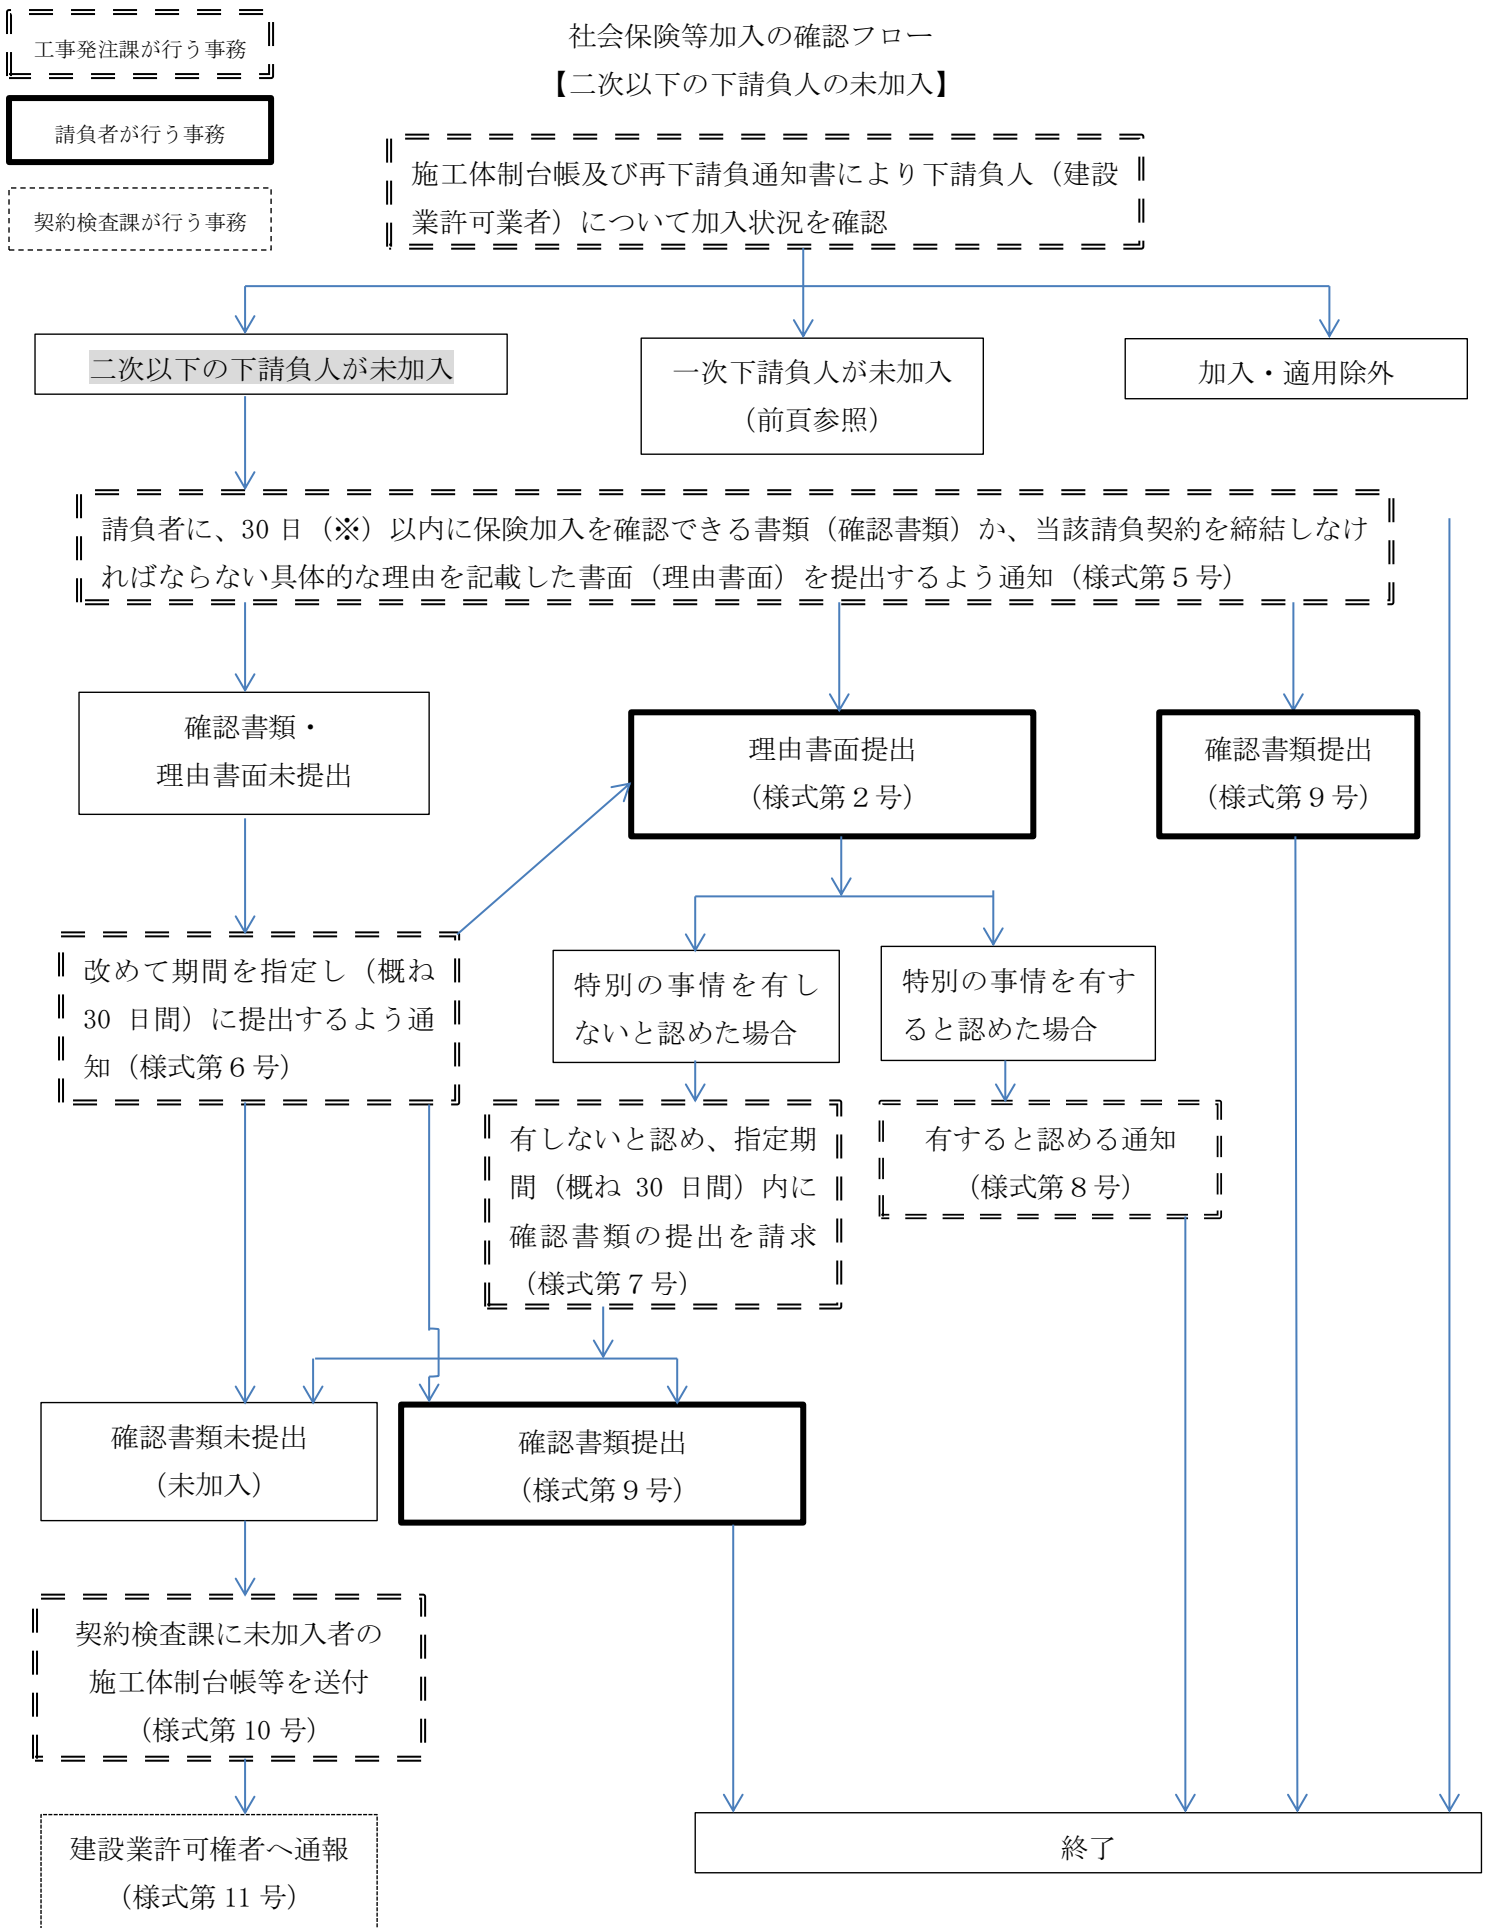 工事発注課が行う事務
請負者が行う事務
契約検査課が行う事務
社会保険等加入の確認フロー
【二次以下の下請負人の未加入】
施工体制台帳及び再下請負通知書により下請負人（建設
業許可業者）について加入状況を確認
二次以下の下請負人が未加入
一次下請負人が未加入
（前頁参照）
加入・適用除外
請負者に、30 日（※）以内に保険加入を確認できる書類（確認書類）か、当該請負契約を締結しなけ
ればならない具体的な理由を記載した書面（理由書面）を提出するよう通知（様式第５号）
確認書類・
理由書面未提出
理由書面提出
（様式第２号）
確認書類提出
（様式第９号）
改めて期間を指定し（概ね
30 日間）に提出するよう通
知（様式第６号）
特別の事情を有し
ないと認めた場合
特別の事情を有す
ると認めた場合
有しないと認め、指定期
間（概ね 30 日間）内に
確認書類の提出を請求
（様式第７号）
有すると認める通知
（様式第８号）
確認書類未提出
（未加入）
確認書類提出
（様式第９号）
契約検査課に未加入者の
施工体制台帳等を送付
（様式第 10 号）
建設業許可権者へ通報
（様式第 11 号）
終了